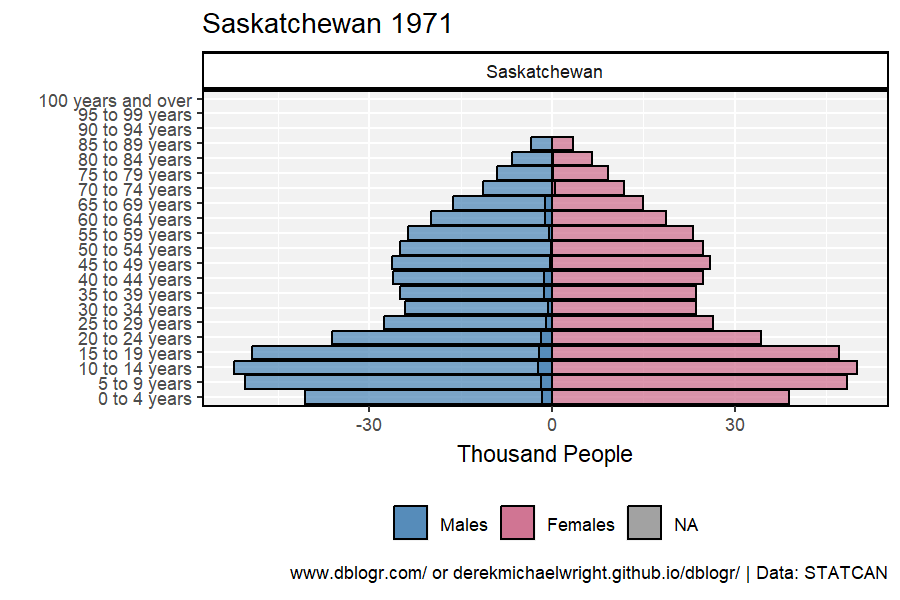 Saskatchewan 1971
Saskatchewan
100 years and over
95 to 99 years
90 to 94 years
85 to 89 years
80 to 84 years
75 to 79 years
70 to 74 years
65 to 69 years
60 to 64 years
55 to 59 years
50 to 54 years
45 to 49 years
40 to 44 years
35 to 39 years
30 to 34 years
25 to 29 years
20 to 24 years
15 to 19 years
10 to 14 years
5 to 9 years
0 to 4 years
-30 0 30
Thousand People
Males Females NA
www.dblogr.com/ or derekmichaelwright.github.io/dblogr/ | Data: STATCAN